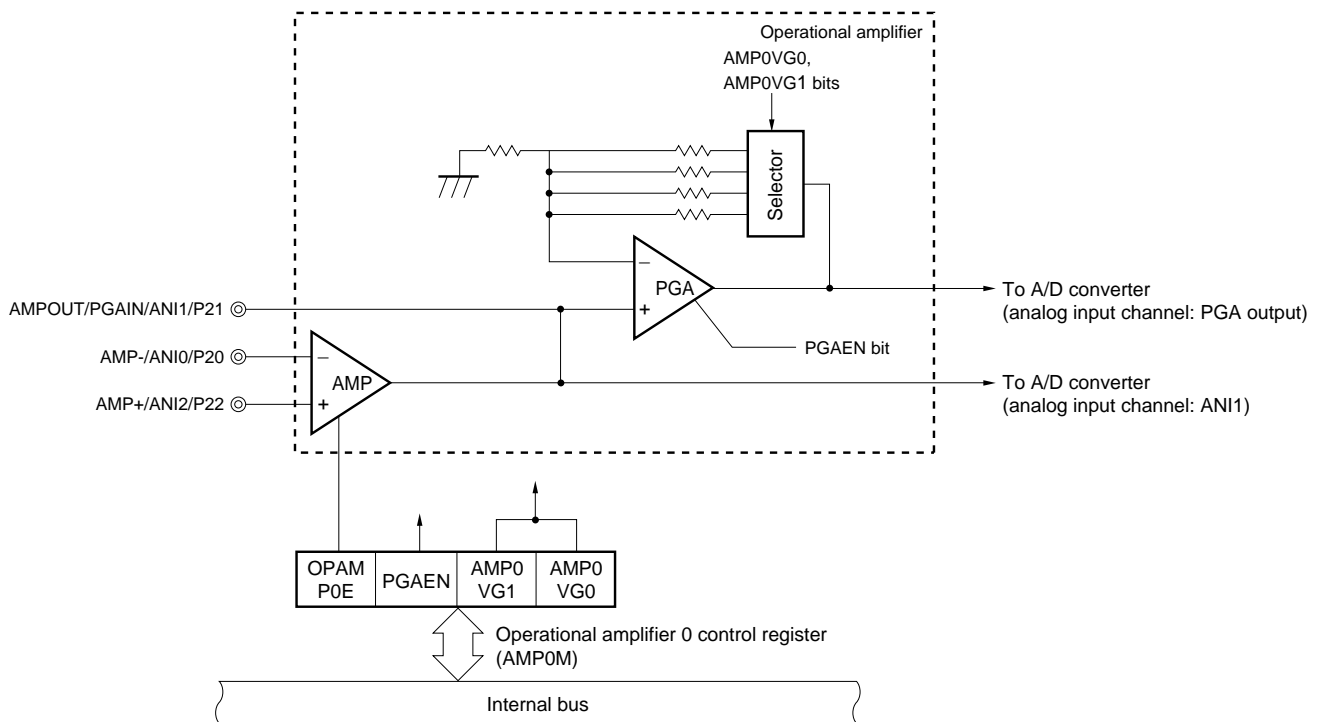 Operational amplifier
AMP0VG0,
AMP0VG1 bits
Selector
−
PGA
+
AMPOUT/PGAIN/ANI1/P21
To A/D converter
(analog input channel: PGA output)
PGAEN bit
AMP-/ANI0/P20
−
AMP
+
AMP+/ANI2/P22
To A/D converter
(analog input channel: ANI1)
OPAM
P0E
PGAEN
AMP0
VG1
AMP0
VG0
Operational amplifier 0 control register
(AMP0M)
Internal bus